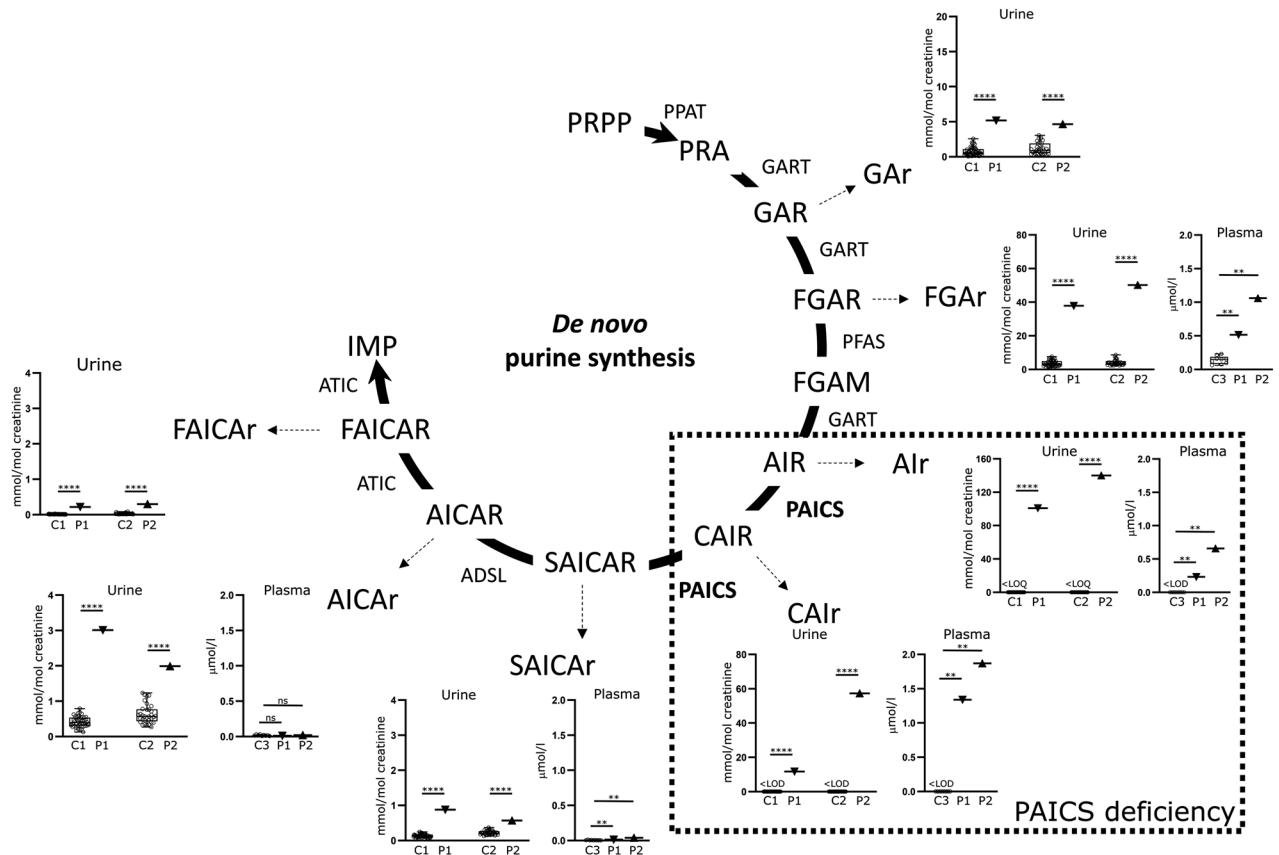 Urine
mmol/mol creatinine
20
15
10
5
0
**** ****
C1 P1 C2 P2
PRPP
PPAT
PRA
GART
GAr
GAR
GART
Urine
mmol/mol creatinine
80
60
40
20
0
**** ****
C1 P1 C2 P2
Plasma
µmol/l
2.0
1.5
1.0
0.5
0.0
**
**
C3 P1 P2
FGAR
FGAr
De novo
purine synthesis
PFAS
FGAM
GART
IMP
ATIC
Urine
mmol/mol creatinine
4
3
2
1
0
**** ****
C1 P1 C2 P2
FAICAr
FAICAR
ATIC
AIR
AIr
PAICS
Urine
mmol/mol creatinine
160
120
80
40
0
**** ****
<LOQ <LOQ
C1 P1 C2 P2
Plasma
µmol/l
2.0
1.5
1.0
0.5
0.0
**
**
<LOD
C3 P1 P2
AICAR
CAIR
ADSL
SAICAR
PAICS
AICAr
CAIr
Urine
mmol/mol creatinine
4
3
2
1
0
**** ****
C1 P1 C2 P2
Plasma
µmol/l
2.0
1.5
1.0
0.5
0.0
ns
ns
C3 P1 P2
SAICAr
Urine
mmol/mol creatinine
4
3
2
1
0
**** ****
C1 P1 C2 P2
Plasma
µmol/l
2.0
1.5
1.0
0.5
0.0
**
**
C3 P1 P2
Urine
mmol/mol creatinine
80
60
40
20
0
**** ****
<LOD <LOD
C1 P1 C2 P2
Plasma
µmol/l
2.0
1.5
1.0
0.5
0.0
**
**
<LOD
C3 P1 P2
PAICS deficiency